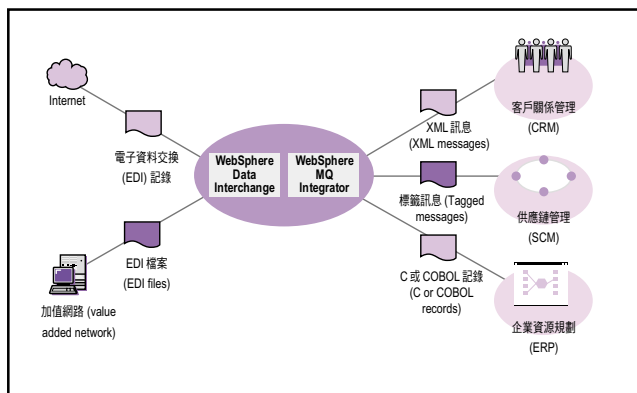 Internet
電子資料交換
(EDI) 記錄
EDI 檔案
(EDI files)
加值網路 (value
added network)
WebSphere
Data
Interchange
WebSphere
MQ
Integrator
XML 訊息
(XML messages)
標籤訊息 (Tagged
messages)
C 或 COBOL 記錄
(C or COBOL
records)
客戶關係管理
(CRM)
供應鏈管理
(SCM)
企業資源規劃
(ERP)